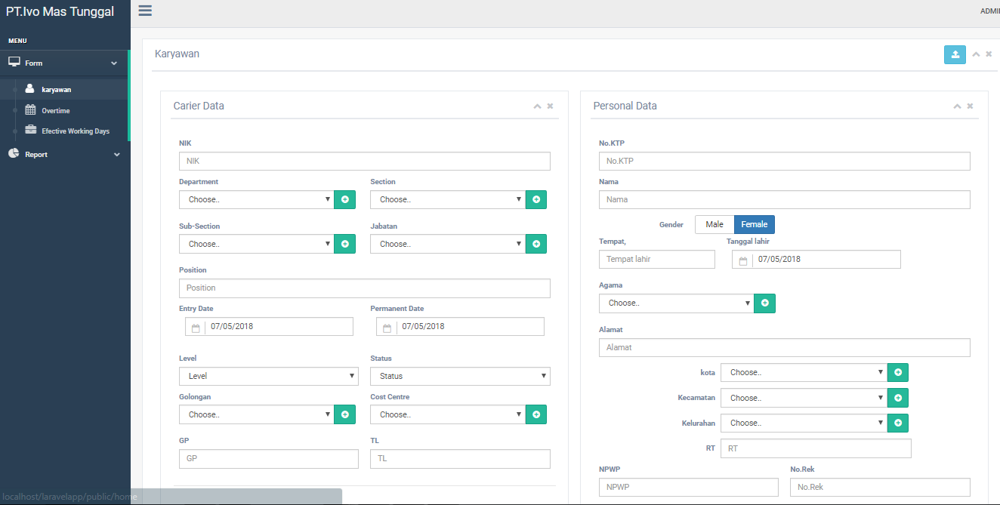 PT.Ivo Mas Tunggal
MENU
Form
karyawan
Overtime
Efective Working Days
Report
ADMI
Karyawan
Carier Data
NIK
NIK
Department Section
Choose.. Choose..
Sub-Section Jabatan
Choose.. Choose..
Position
Position
Entry Date Permanent Date
07/05/2018 07/05/2018
Level Status
Level Status
Golongan Cost Centre
Choose.. Choose..
GP TL
GP TL
Personal Data
No.KTP
No.KTP
Nama
Nama
Gender Male Female
Tempat, Tanggal lahir
Tempat lahir 07/05/2018
Agama
Choose..
Alamat
Alamat
kota Choose..
Kecamatan Choose..
Kelurahan Choose..
RT RT
NPWP No.Rek
NPWP No.Rek
localhost/laravelapp/public/home